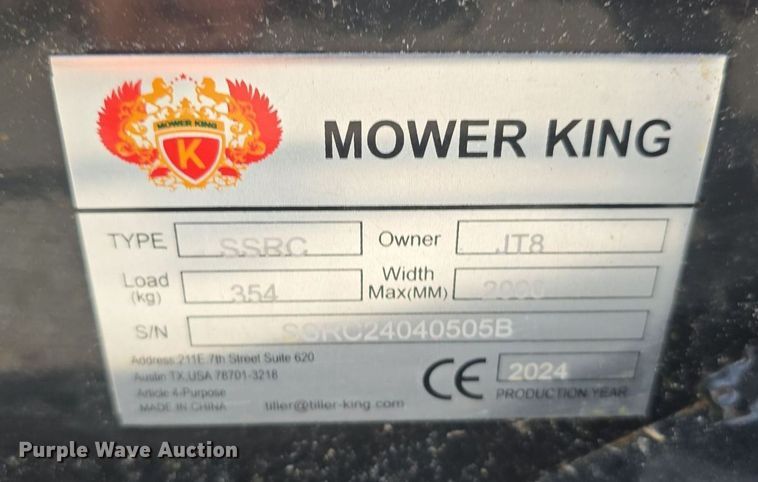 MOWER KING
K
MOWER KING
TYPE SSRC Owner JT8
Load (kg) 354 Width Max(MM)
S/N SSRC24040505B
Address:211E.7th Street Suite 620
Austin TX,USA 78701-3218
Article 4-Purpose
MADE IN CHINA tiller@tiller-king.com
CE 2024
PRODUCTION YEAR
Purple Wave Auction